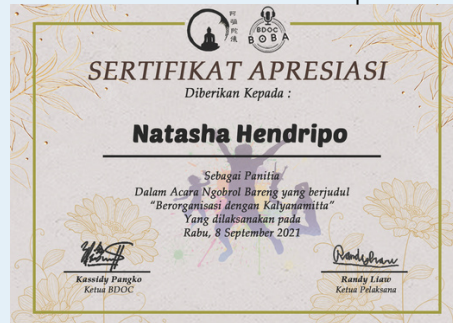 BDOC
BOBA
SERTIFIKAT APRESIASI
Diberikan Kepada :
Natasha Hendripo
Sebagai Panitia
Dalam Acara Ngobrol Bareng yang berjudul
“Berorganisasi dengan Kalyanamitta”
Yang dilaksanakan pada
Rabu, 8 September 2021
Kassidy Pangko
Ketua BDOC
Randy Liaw
Ketua Pelaksana